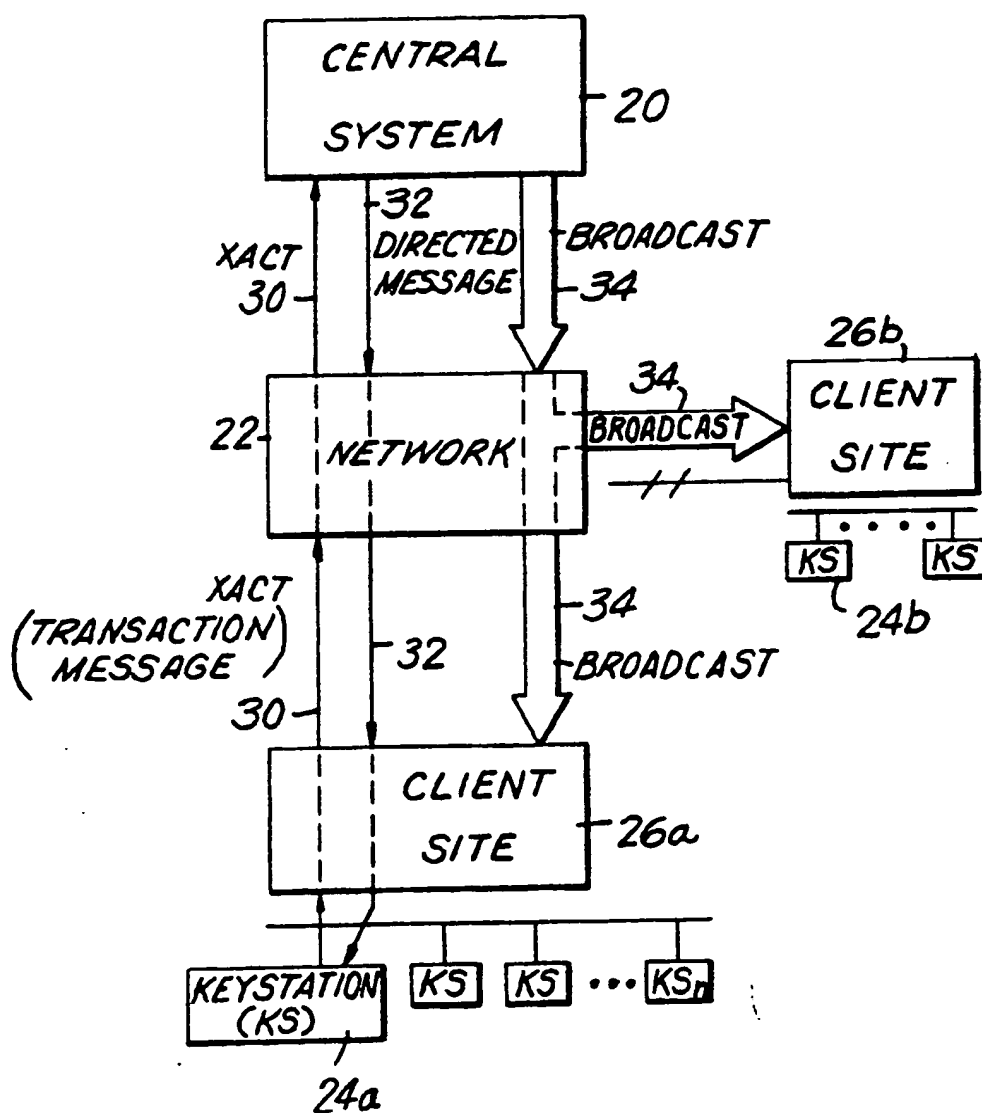 CENTRAL
SYSTEM
20
32
DIRECTED
MESSAGE
BROADCAST
34
XACT
30
26b
CLIENT
SITE
34
BROADCAST
22
NETWORK
KS
KS
24b
XACT
(TRANSACTION
MESSAGE)
30
32
34
BROADCAST
CLIENT
SITE
26a
KEYSTATION
(KS)
KS
KS
KSn
24a